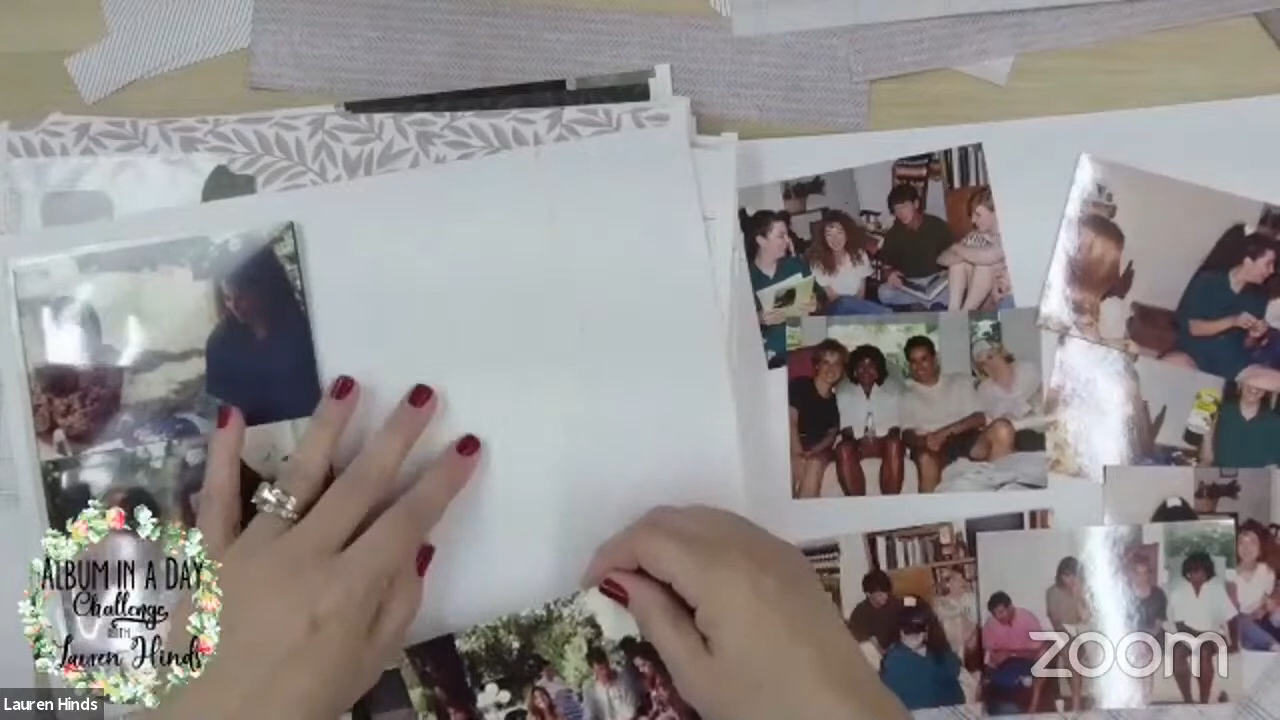 ALBUM IN A DAY
Challenge
WITH
Lauren Hinds
zoom
Lauren Hinds